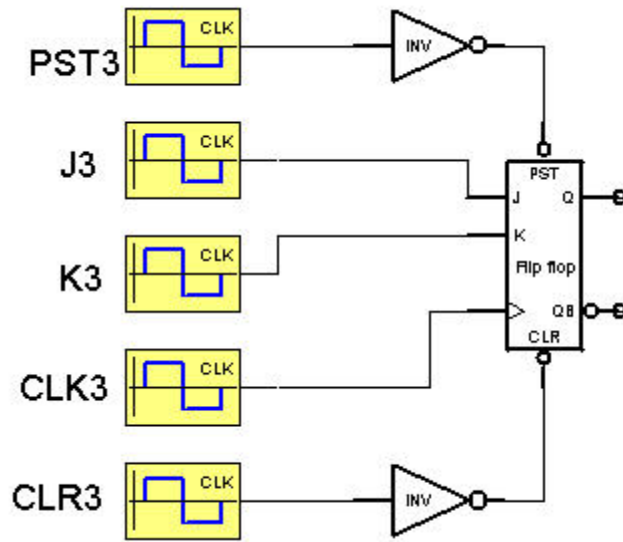 CLK
PST3
INV
CLK
J3
PST
J
Q
CLK
K3
K
Flip flop
CLK
CLK3
QB
CLR
CLK
CLR3
INV